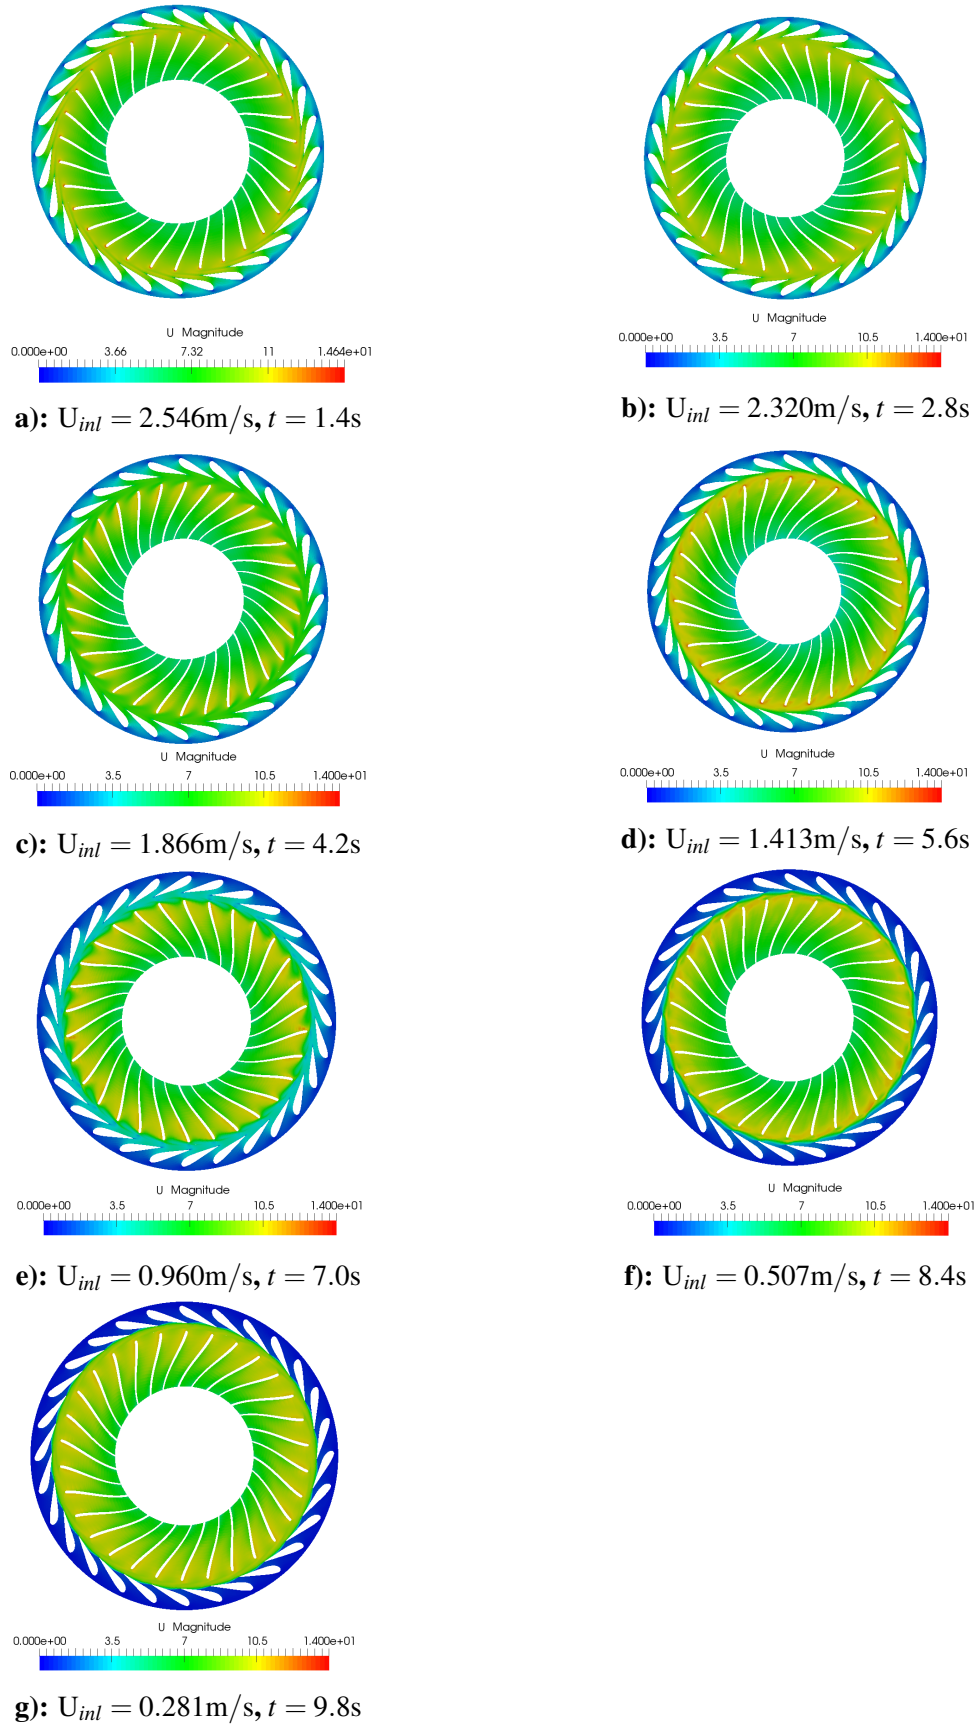 U Magnitude
0.000e+00 3.66 7.32 11 1.464e+01
a): U_inl = 2.546m/s, t = 1.4s
U Magnitude
0.000e+00 3.5 7 10.5 1.400e+01
b): U_inl = 2.320m/s, t = 2.8s
U Magnitude
0.000e+00 3.5 7 10.5 1.400e+01
c): U_inl = 1.866m/s, t = 4.2s
U Magnitude
0.000e+00 3.5 7 10.5 1.400e+01
d): U_inl = 1.413m/s, t = 5.6s
U Magnitude
0.000e+00 3.5 7 10.5 1.400e+01
e): U_inl = 0.960m/s, t = 7.0s
U Magnitude
0.000e+00 3.5 7 10.5 1.400e+01
f): U_inl = 0.507m/s, t = 8.4s
U Magnitude
0.000e+00 3.5 7 10.5 1.400e+01
g): U_inl = 0.281m/s, t = 9.8s